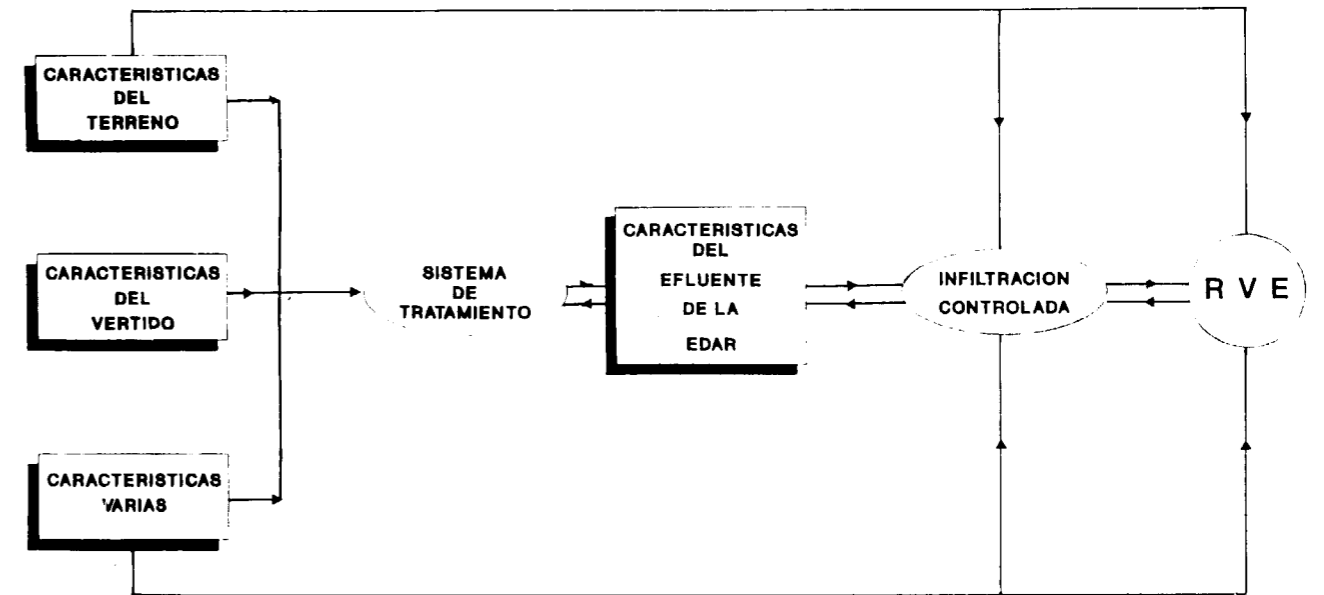 CARACTERISTICAS
DEL
TERRENO
CARACTERISTICAS
DEL
VERTIDO
CARACTERISTICAS
VARIAS
SISTEMA
DE
TRATAMIENTO
CARACTERISTICAS
DEL
EFLUENTE
DE LA
EDAR
INFILTRACION
CONTROLADA
R V E